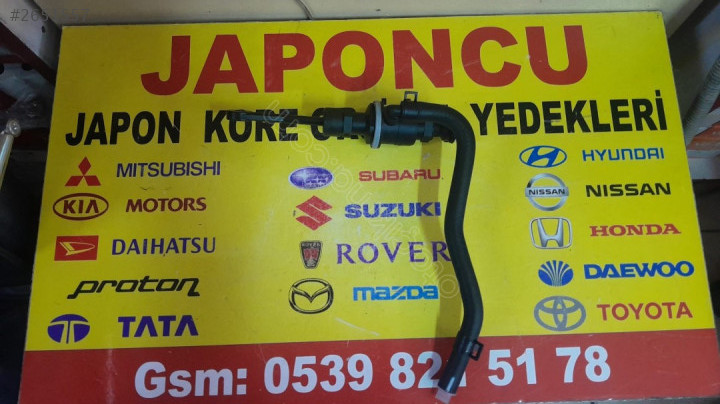 JAPONCU
JAPON KORE YEDEKLERİ
MITSUBISHI
KIA MOTORS
DAIHATSU
proton
TATA
SUBARU
SUZUKI
ROVER
mazda
HYUNDAI
NISSAN NISSAN
HONDA
DAEWOO
TOYOTA
Gsm: 0539 82 51 78